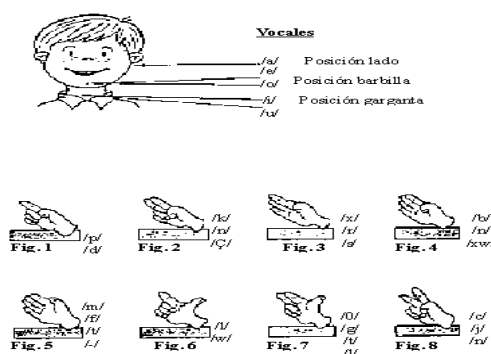 Vocales
/a/ Posición lado
/e/
/o/ Posición barbilla
/i/ Posición garganta
/u/
/p/
/d/
Fig. 1
/k/
/n/
/Ç/
Fig. 2
/x/
/r/
/s/
Fig. 3
/b/
/n/
/xw/
Fig. 4
/m/
/f/
/t/
/-/
Fig. 5
/l/
/w/
Fig. 6
/g/
/t/
Fig. 7
/c/
/j/
Fig. 8